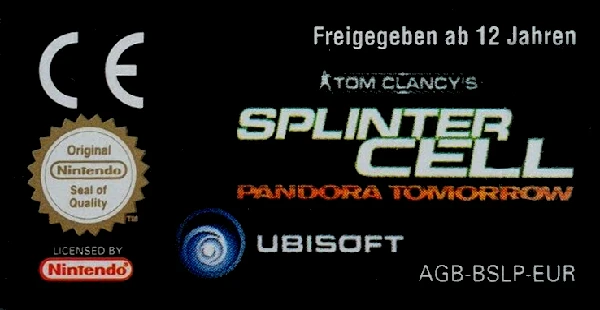 CE
Freigegeben ab 12 Jahren
TOM CLANCY'S
SPLINTER
CELL
PANDORA TOMORROW
Original
Nintendo
Seal of
Quality
TM
UBISOFT
LICENSED BY
Nintendo
AGB-BSLP-EUR